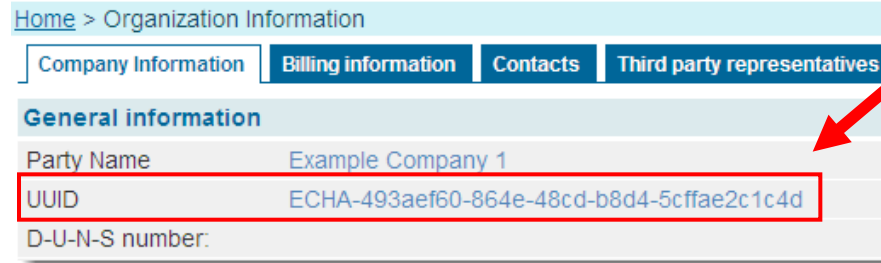 Home > Organization Information
Company Information Billing information Contacts Third party representatives
General information
Party Name Example Company 1
UUID ECHA-493aef60-864e-48cd-b8d4-5cffae2c1c4d
D-U-N-S number: